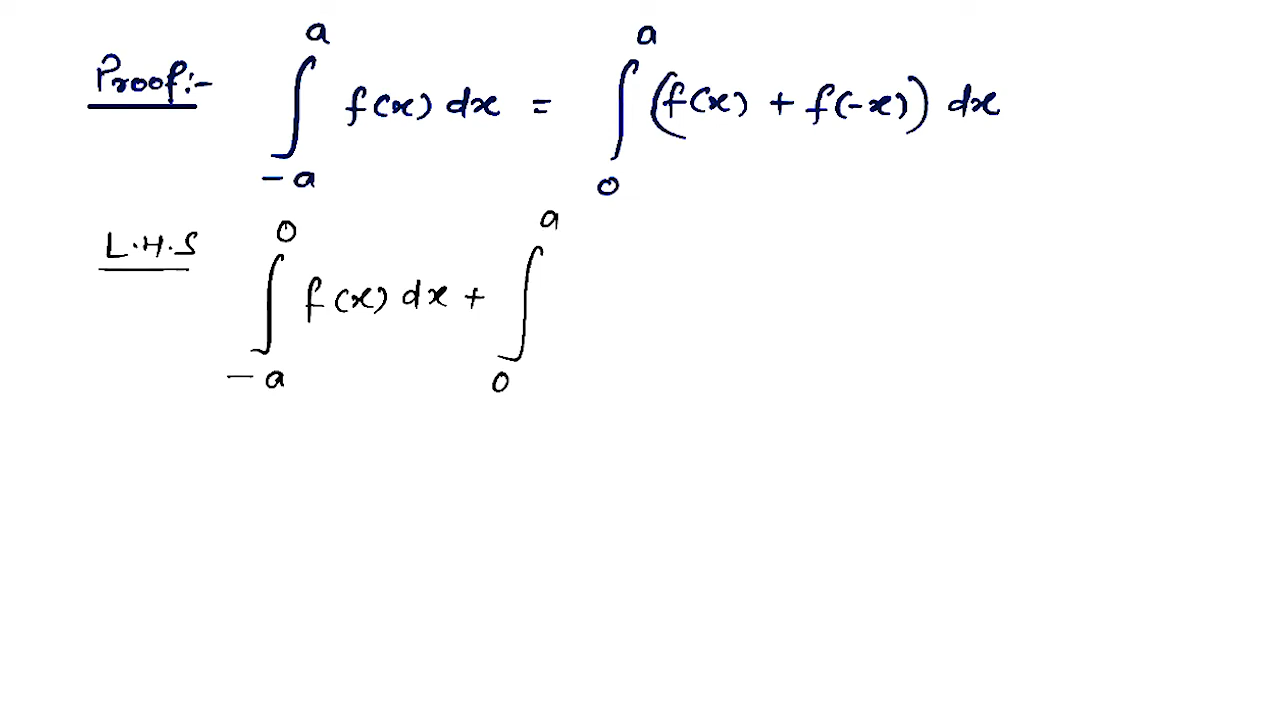 Proof:- ∫_{-a}^{a} f(x) dx = ∫_{0}^{a} (f(x) + f(-x)) dx
L.H.S ∫_{-a}^{0} f(x) dx + ∫_{0}^{a}